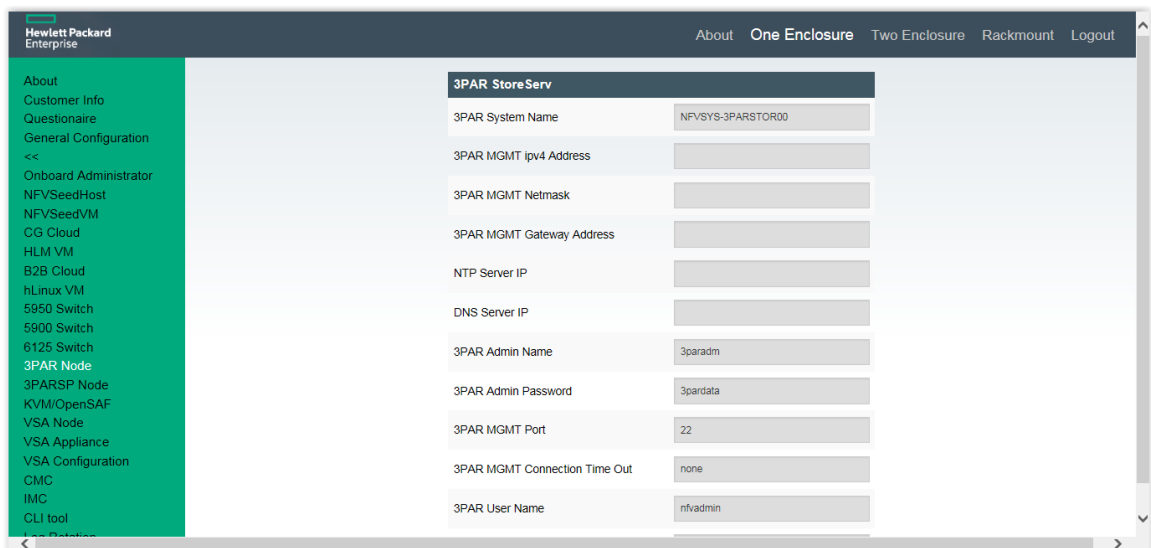 Hewlett Packard
Enterprise
About One Enclosure Two Enclosure Rackmount Logout
About
Customer Info
Questionaire
General Configuration
<<
Onboard Administrator
NFVSeedHost
NFVSeedVM
CG Cloud
HLM VM
B2B Cloud
hLinux VM
5950 Switch
5900 Switch
6125 Switch
3PAR Node
3PARSP Node
KVM/OpenSAF
VSA Node
VSA Appliance
VSA Configuration
CMC
IMC
CLI tool
Log Rotation
3PAR StoreServ
3PAR System Name NFVSYS-3PARSTOR00
3PAR MGMT ipv4 Address
3PAR MGMT Netmask
3PAR MGMT Gateway Address
NTP Server IP
DNS Server IP
3PAR Admin Name 3paradm
3PAR Admin Password 3pardata
3PAR MGMT Port 22
3PAR MGMT Connection Time Out none
3PAR User Name nfvadmin